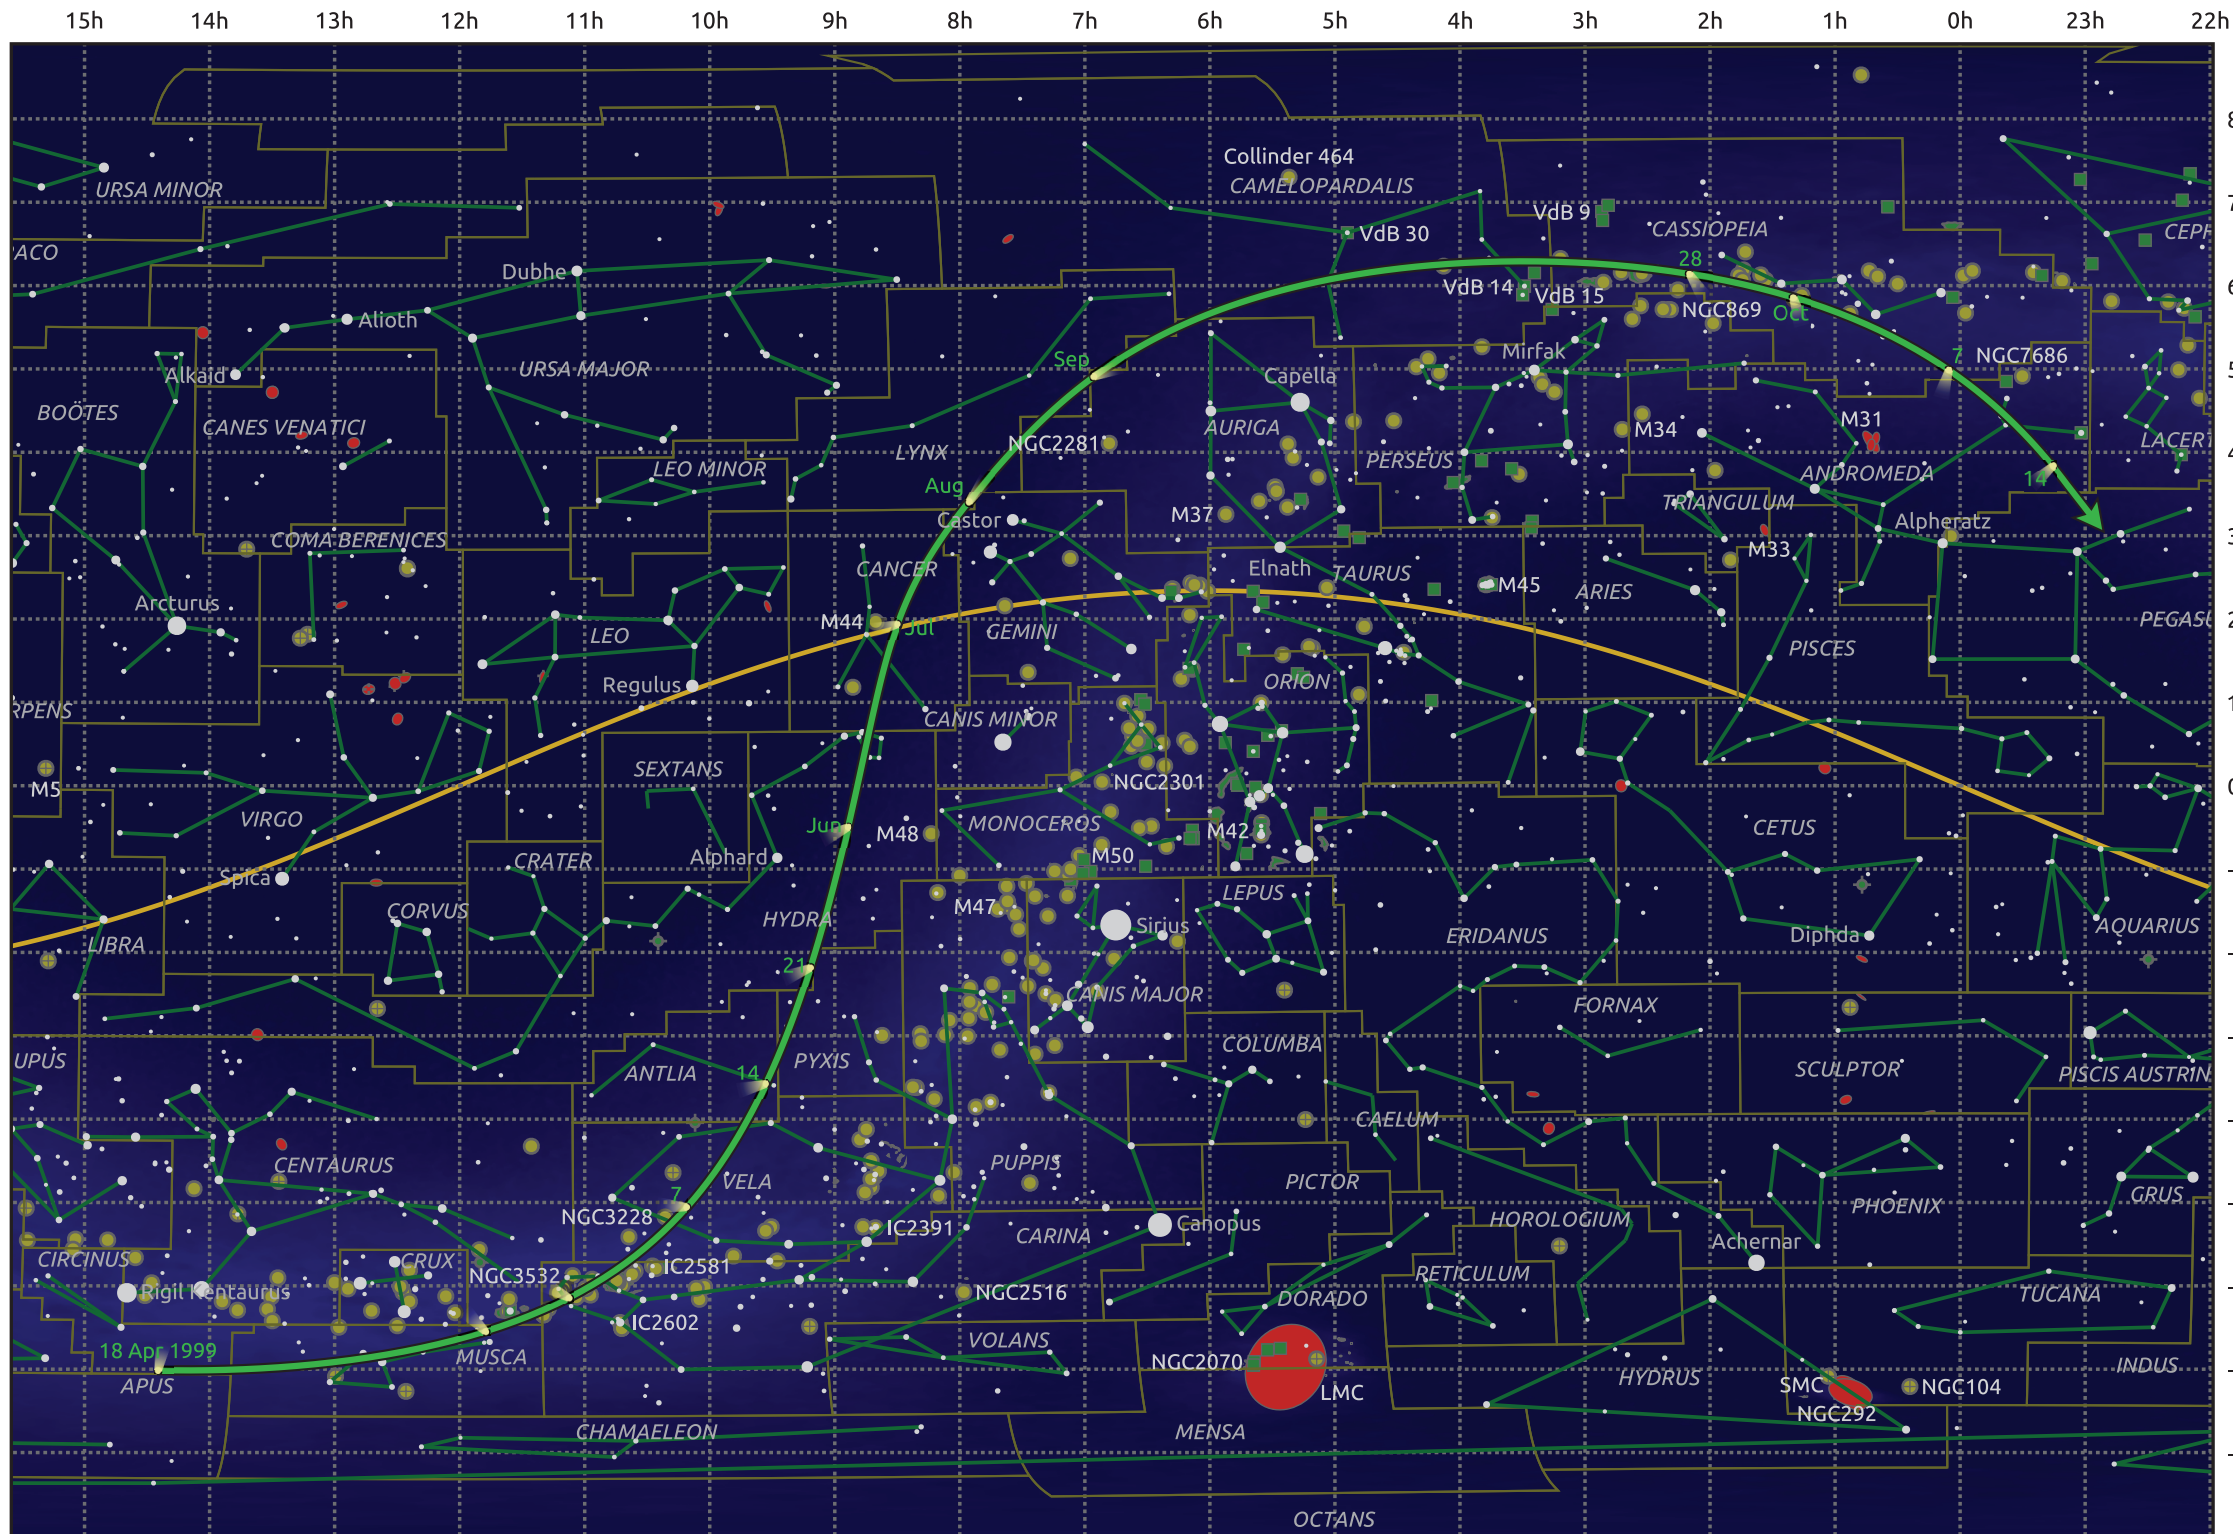 15h 14h 13h 12h 11h 10h 9h 8h 7h 6h 5h 4h 3h 2h 1h 0h 23h 22h
Collinder 464
CAMELOPARDALIS
URSA MINOR
VdB 9
CASSIOPEIA
VdB 30
CEPH
ACO
28
Dubhe
VdB 14
VdB 15
NGC869
Oct
Alioth
Mirfak
7
NGC7686
Sep
URSA MAJOR
Alkaid
Capella
BOÖTES
CANES VENATICI
AURIGA
M34
M31
LACERT
NGC2281
LYNX
PERSEUS
LEO MINOR
ANDROMEDA
14
Aug
TRIANGULUM
Castor
M37
Alpheratz
COMA BERENICES
M33
CANCER
Elnath
TAURUS
M45
ARIES
Arcturus
PEGASU
M44
Jul
GEMINI
LEO
PISCES
Regulus
ORION
RPENS
CANIS MINOR
SEXTANS
NGC2301
M5
VIRGO
Jun
M48
MONOCEROS
M42
CETUS
CRATER
Alphard
M50
Spica
LEPUS
CORVUS
M47
HYDRA
Sirius
AQUARIUS
LIBRA
ERIDANUS
Diphda
21
CANIS MAJOR
FORNAX
UPUS
PYXIS
COLUMBA
ANTLIA
14
SCULPTOR
PISCIS AUSTRIN
CAELUM
CENTAURUS
PUPPIS
VELA
PICTOR
7
GRUS
PHOENIX
NGC3228
IC2391
CARINA
Canopus
HOROLOGIUM
Achernar
CIRCINUS
CRUX
NGC3532
IC2581
RETICULUM
Rigil Kentaurus
NGC2516
DORADO
TUCANA
IC2602
18 Apr 1999
MUSCA
VOLANS
NGC2070
INDUS
APUS
LMC
HYDRUS
SMC
NGC104
NGC292
CHAMAELEON
MENSA
OCTANS